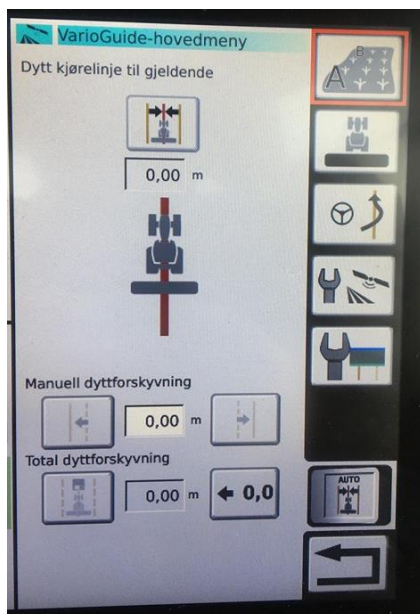 VarioGuide-hovedmeny
Dytt kjørelinje til gjeldende
0,00 m
Manuell dyttforskyvning
0,00 m
Total dyttforskyvning
0,00 m
0,0
A B
AUTO